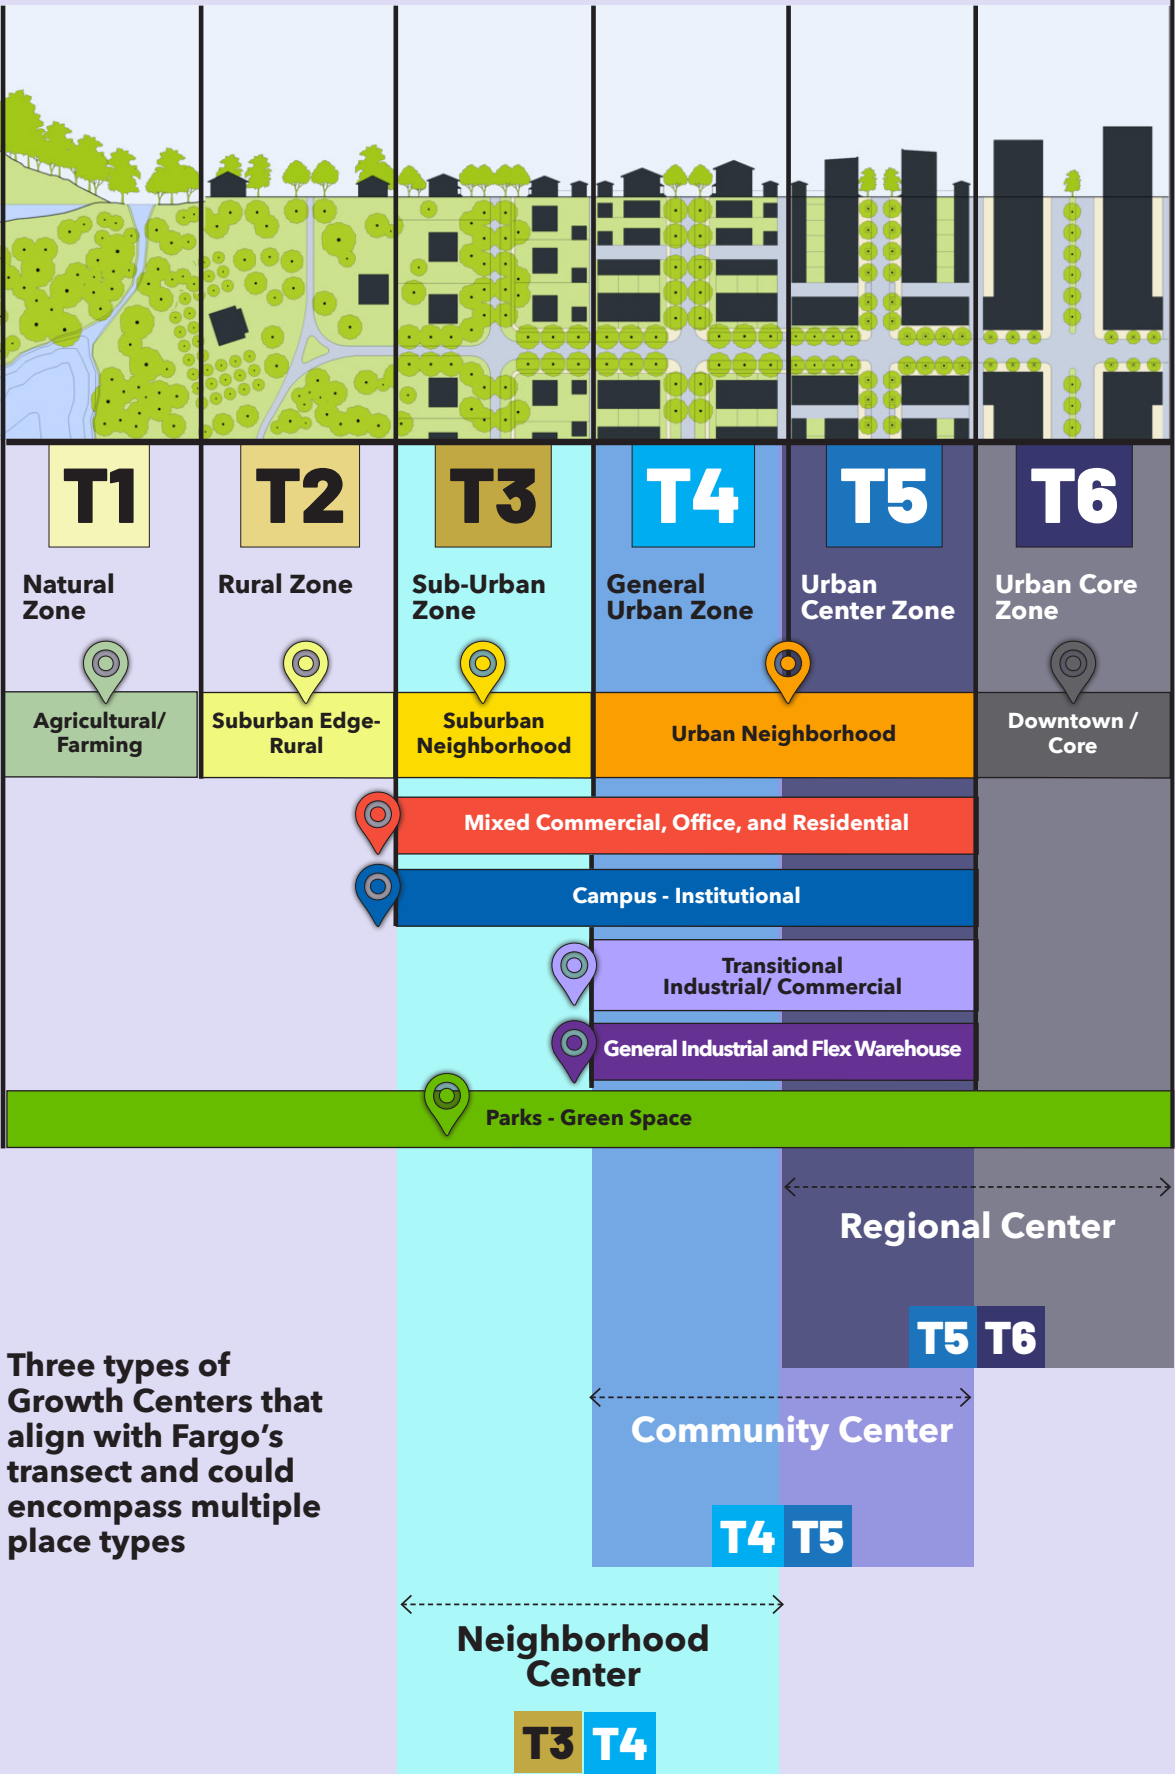 T1
T2
T3
T4
T5
T6
Natural
Zone
Rural Zone
Sub-Urban
Zone
General
Urban Zone
Urban
Center Zone
Urban Core
Zone
Agricultural/
Farming
Suburban Edge-
Rural
Suburban
Neighborhood
Urban Neighborhood
Downtown /
Core
Mixed Commercial, Office, and Residential
Campus - Institutional
Transitional
Industrial/ Commercial
General Industrial and Flex Warehouse
Parks - Green Space
Regional Center
T5 T6
Three types of
Growth Centers that
align with Fargo’s
transect and could
encompass multiple
place types
Community Center
T4 T5
Neighborhood
Center
T3 T4